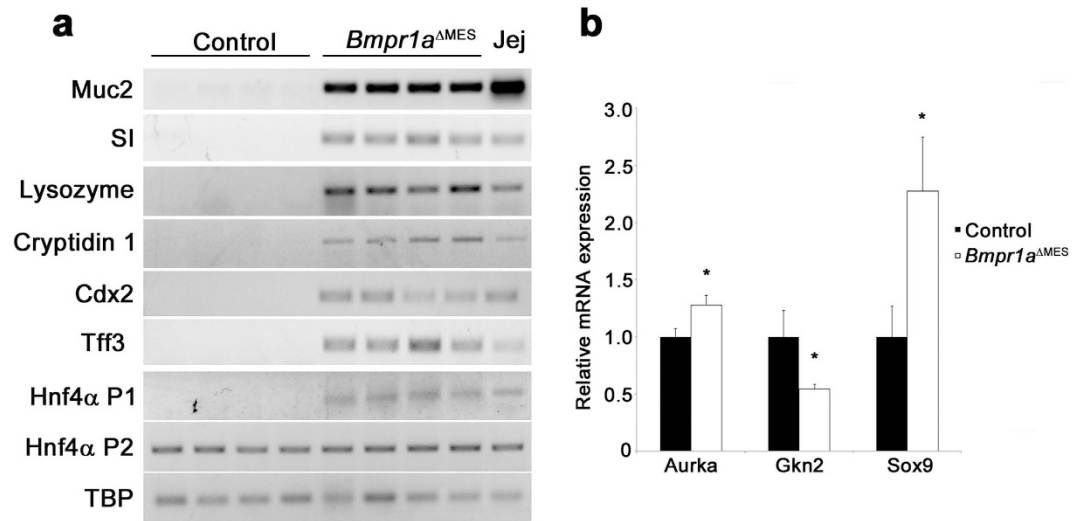 a
Control Bmpr1aΔMES Jej
Muc2
SI
Lysozyme
Cryptidin 1
Cdx2
Tff3
Hnf4α P1
Hnf4α P2
TBP
b
Relative mRNA expression
3.0
2.5
2.0
1.5
1.0
0.5
0
* * *
Aurka Gkn2 Sox9
Control
Bmpr1aΔMES